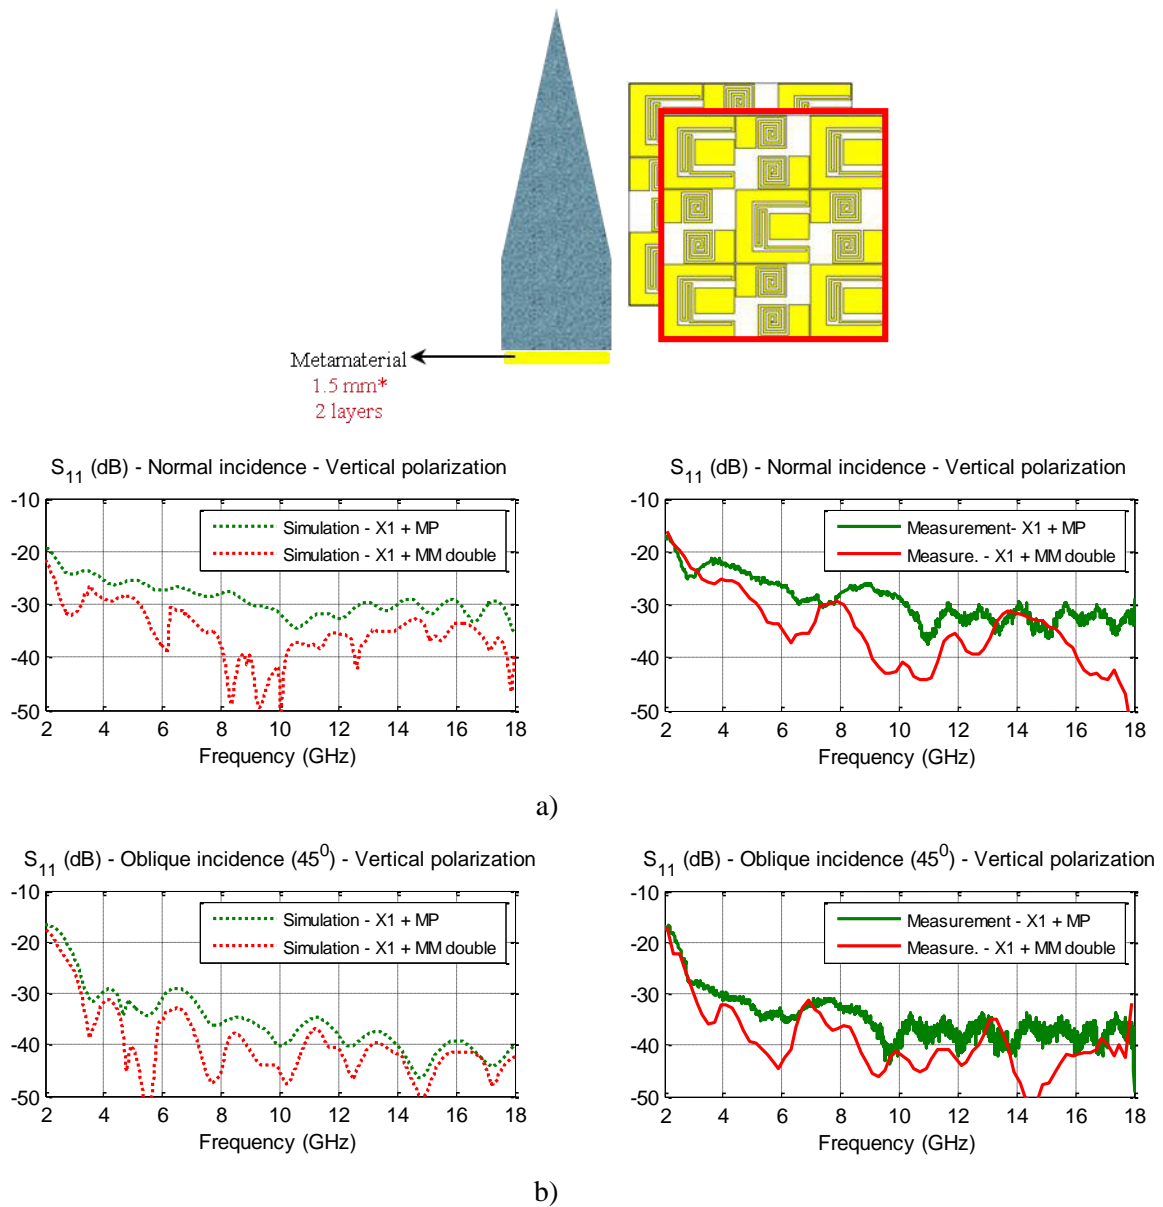 Metamaterial
1.5 mm*
2 layers
S11 (dB) - Normal incidence - Vertical polarization
-10
-20
-30
-40
-50
2 4 6 8 10 12 14 16 18
Frequency (GHz)
Simulation - X1 + MP
Simulation - X1 + MM double
S11 (dB) - Normal incidence - Vertical polarization
-10
-20
-30
-40
-50
2 4 6 8 10 12 14 16 18
Frequency (GHz)
Measurement- X1 + MP
Measure. - X1 + MM double
a)
S11 (dB) - Oblique incidence (45⁰) - Vertical polarization
-10
-20
-30
-40
-50
2 4 6 8 10 12 14 16 18
Frequency (GHz)
Simulation - X1 + MP
Simulation - X1 + MM double
S11 (dB) - Oblique incidence (45⁰) - Vertical polarization
-10
-20
-30
-40
-50
2 4 6 8 10 12 14 16 18
Frequency (GHz)
Measurement - X1 + MP
Measure. - X1 + MM double
b)